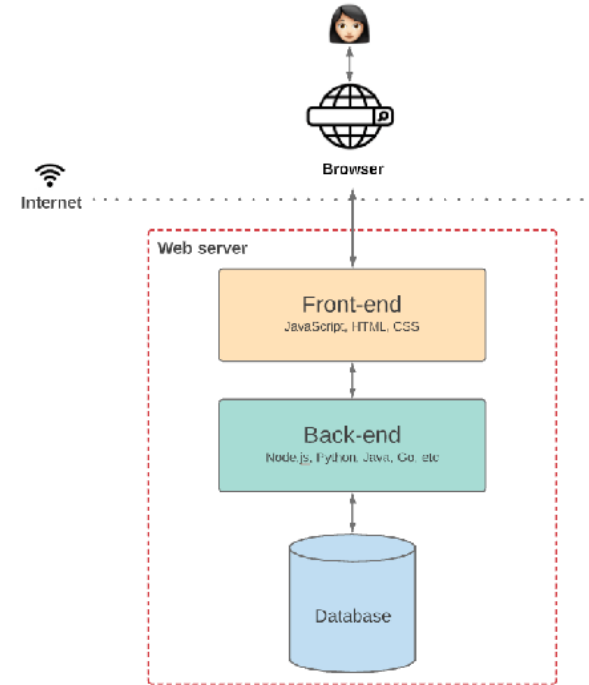 Browser
Internet
Web server
Front-end
JavaScript, HTML, CSS
Back-end
Node.js, Python, Java, Go, etc
Database